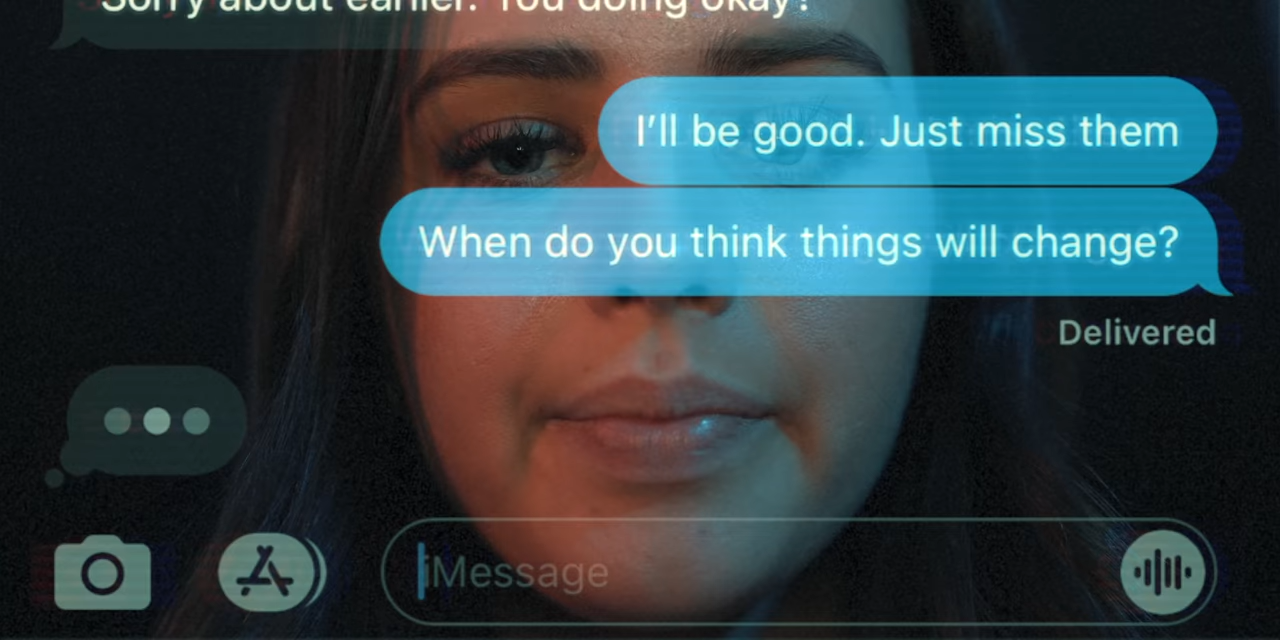 Sorry about earlier. You doing okay?
I’ll be good. Just miss them
When do you think things will change?
Delivered
iMessage